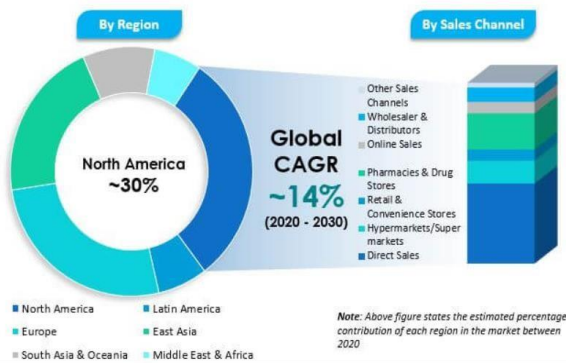 By Region
By Sales Channel
North America
~30%
Global
CAGR
~14%
(2020 - 2030)
Other Sales
Channels
Wholesaler &
Distributors
Online Sales
Pharmacies & Drug
Stores
Retail &
Convenience Stores
Hypermarkets/Super
markets
Direct Sales
North America
Latin America
Europe
East Asia
South Asia & Oceania
Middle East & Africa
Note: Above figure states the estimated percentage
contribution of each region in the market between
2020